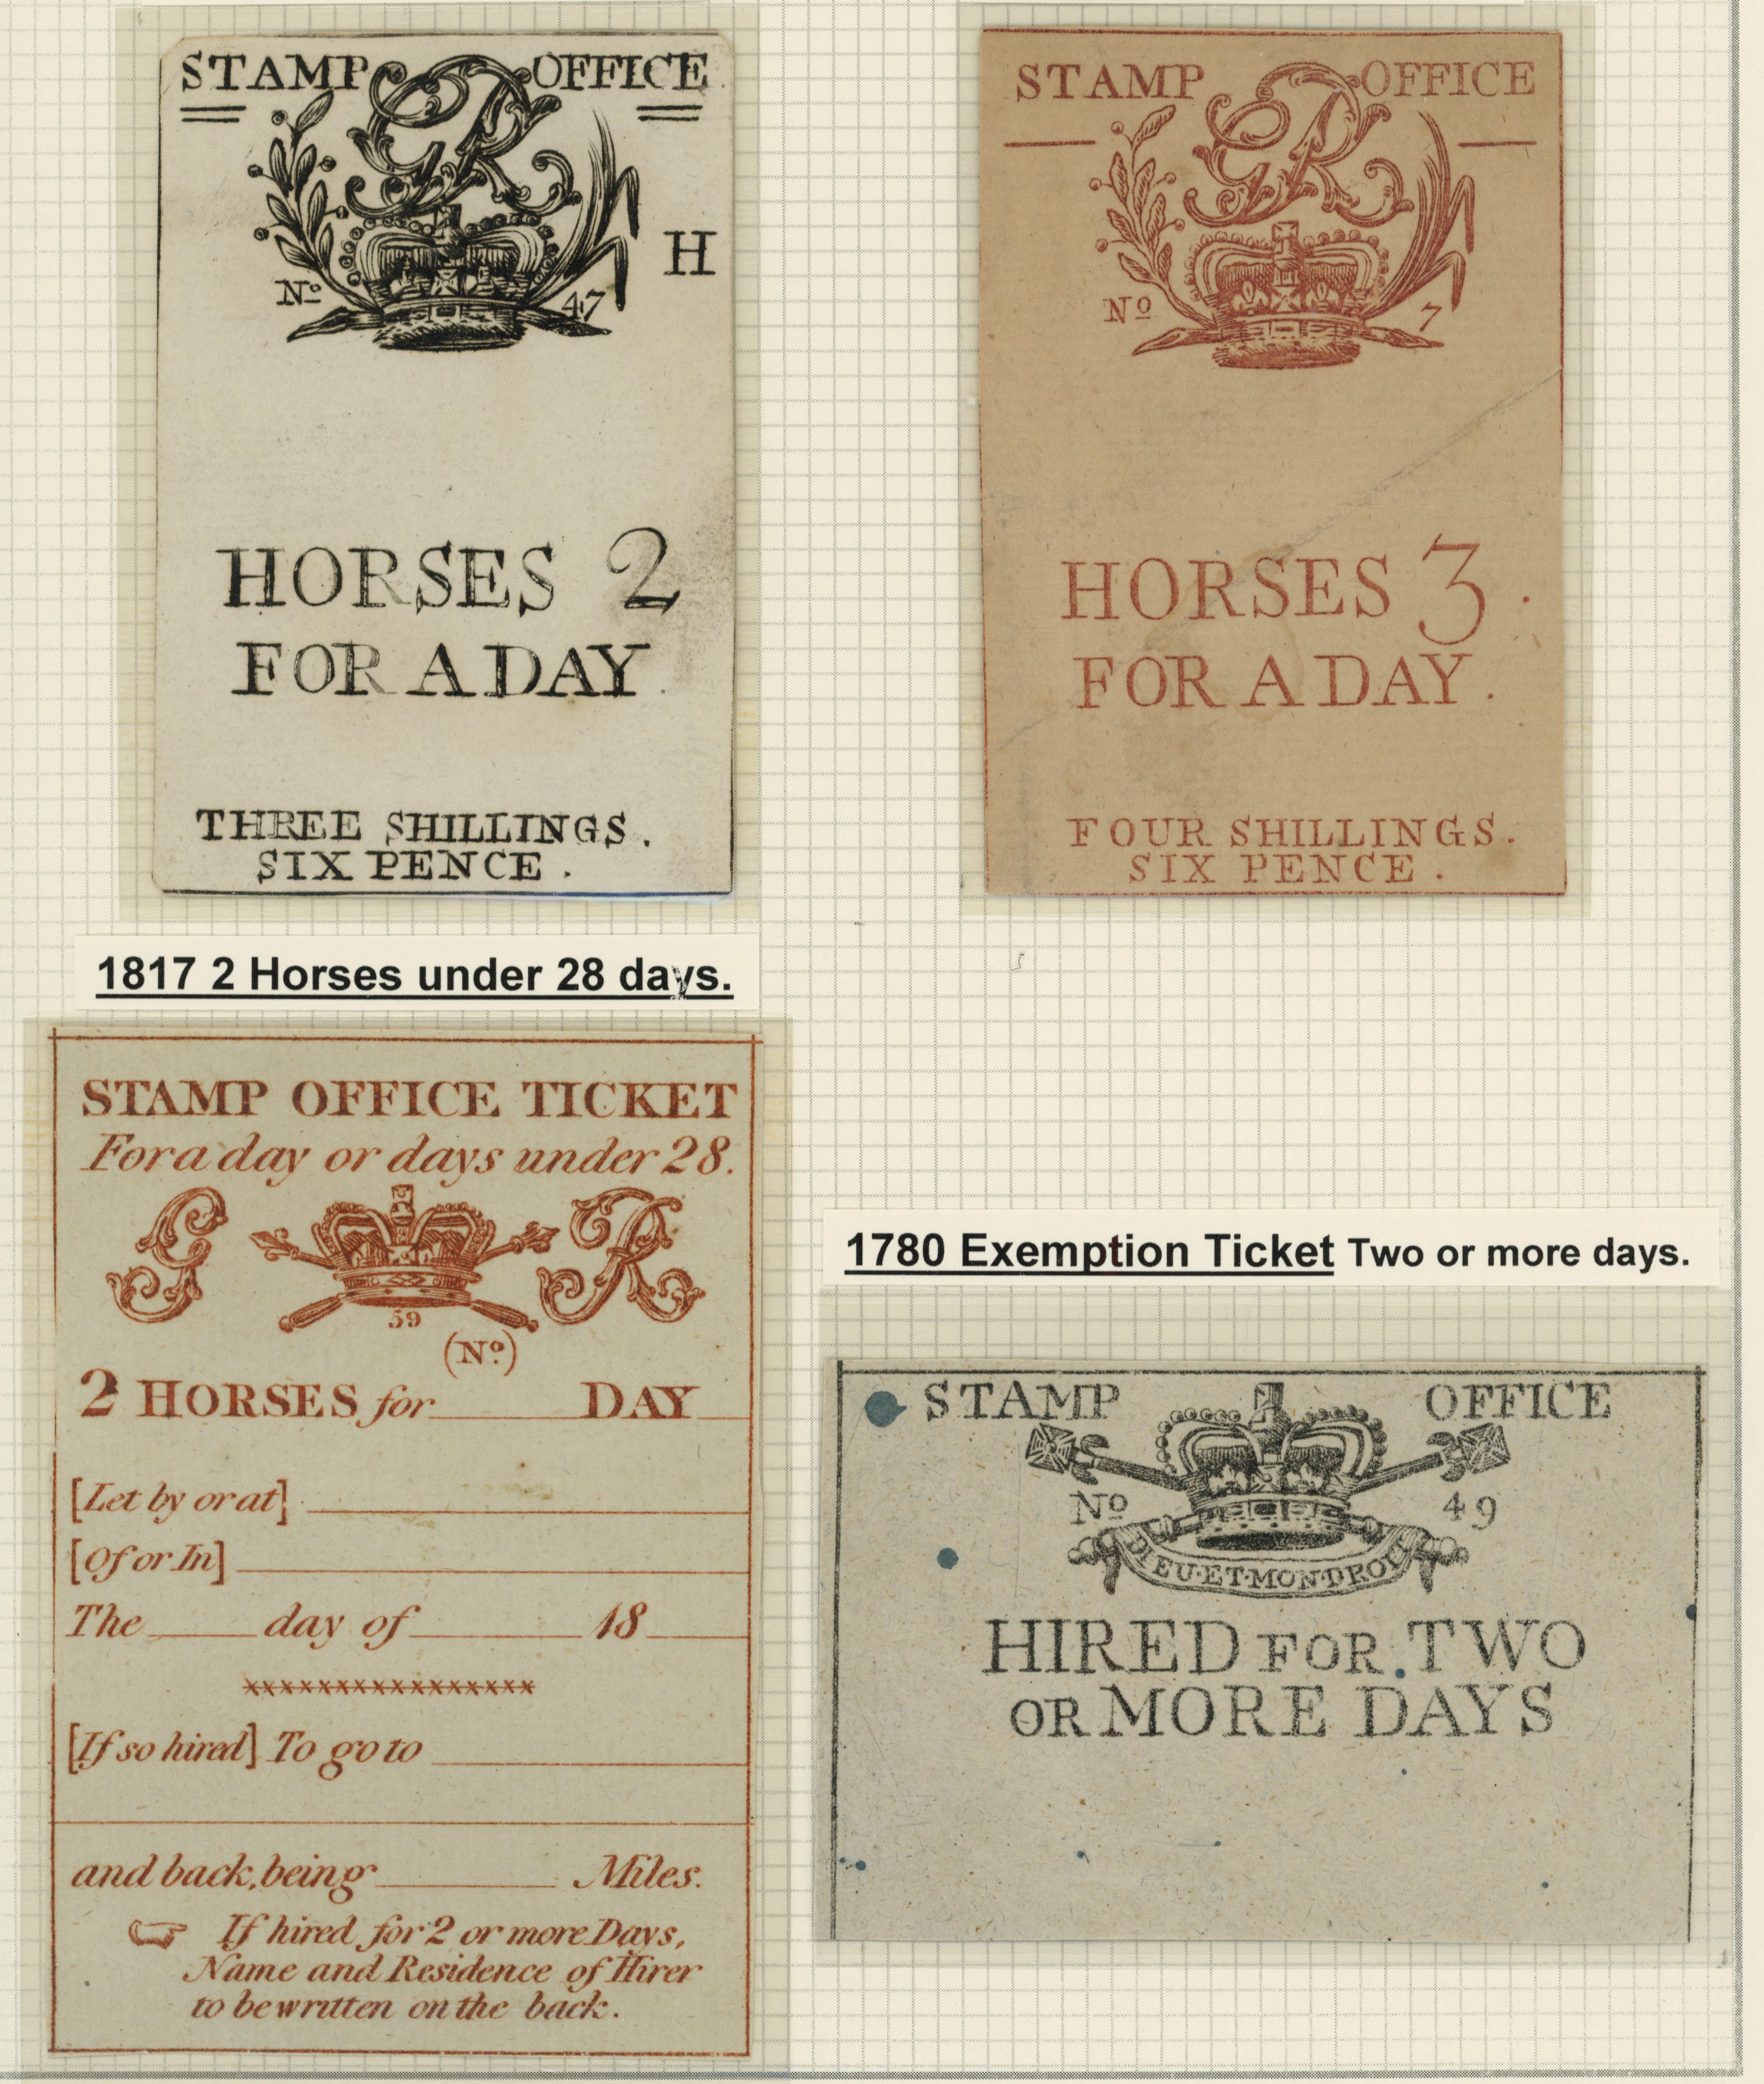 STAMP OFFICE
GR
H
Nº 47
HORSES 2
FOR A DAY.
THREE SHILLINGS.
SIX PENCE.
STAMP OFFICE
GR
Nº 7
HORSES 3.
FOR A DAY.
FOUR SHILLINGS.
SIX PENCE.
1817 2 Horses under 28 days.
STAMP OFFICE TICKET
For a day or days under 28.
G R
59
(Nº)
2 HORSES for DAY
[Let by or at]
[Of or In]
The day of 18
xxxxxxxxxxxxxxxx
[If so hired] To go to
and back, being Miles.
If hired for 2 or more Days,
Name and Residence of Hirer
to be written on the back.
1780 Exemption Ticket Two or more days.
STAMP OFFICE
Nº 49
DIEU·ET·MON·DROIT
HIRED FOR TWO
OR MORE DAYS